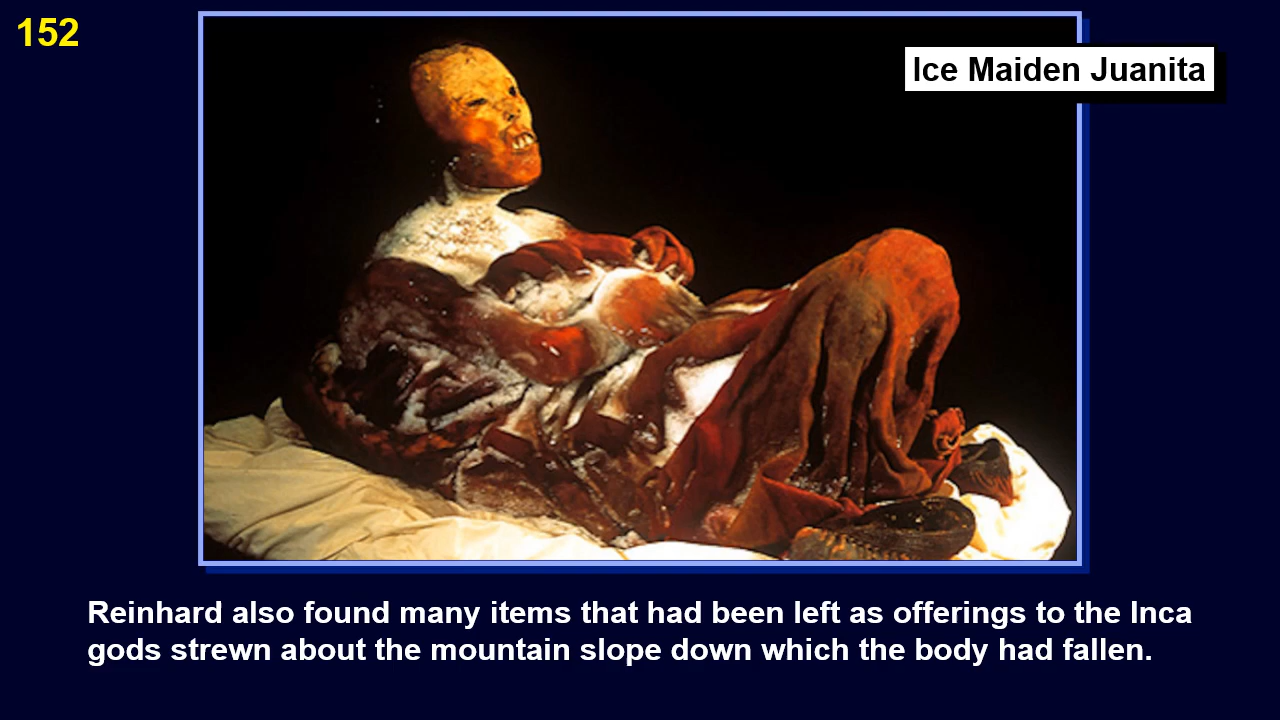 152
Ice Maiden Juanita
Reinhard also found many items that had been left as offerings to the Inca
gods strewn about the mountain slope down which the body had fallen.